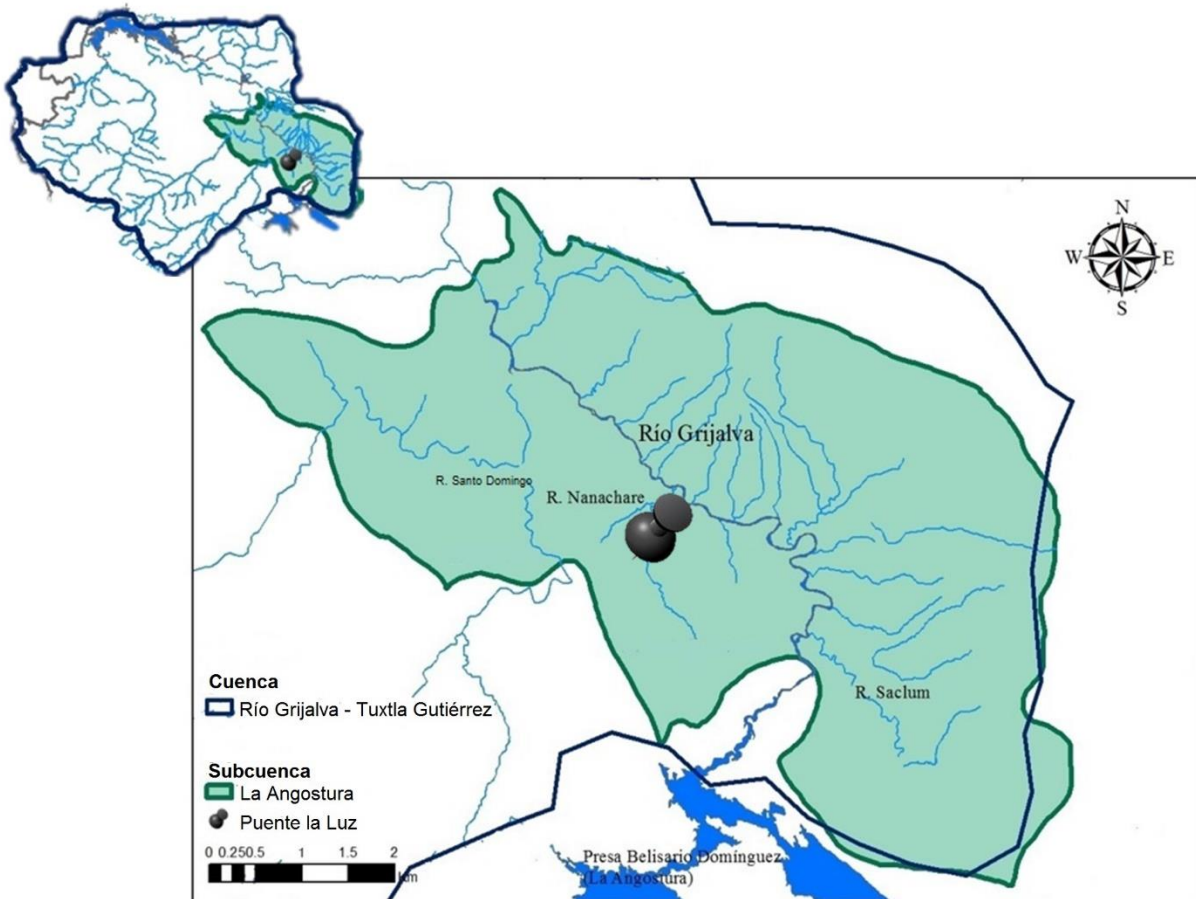 N
W E
S
Río Grijalva
R. Santo Domingo
R. Nanachare
R. Saclum
Cuenca
Río Grijalva - Tuxtla Gutiérrez
Subcuenca
La Angostura
Puente la Luz
0 0.250.5 1 1.5 2
km
Presa Belisario Domínguez
(La Angostura)